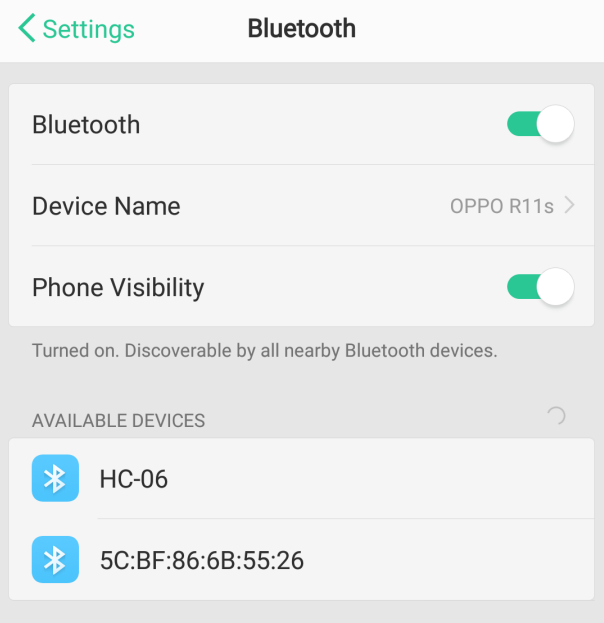 Settings
Bluetooth
Bluetooth
Device Name
OPPO R11s
Phone Visibility
Turned on. Discoverable by all nearby Bluetooth devices.
AVAILABLE DEVICES
HC-06
5C:BF:86:6B:55:26